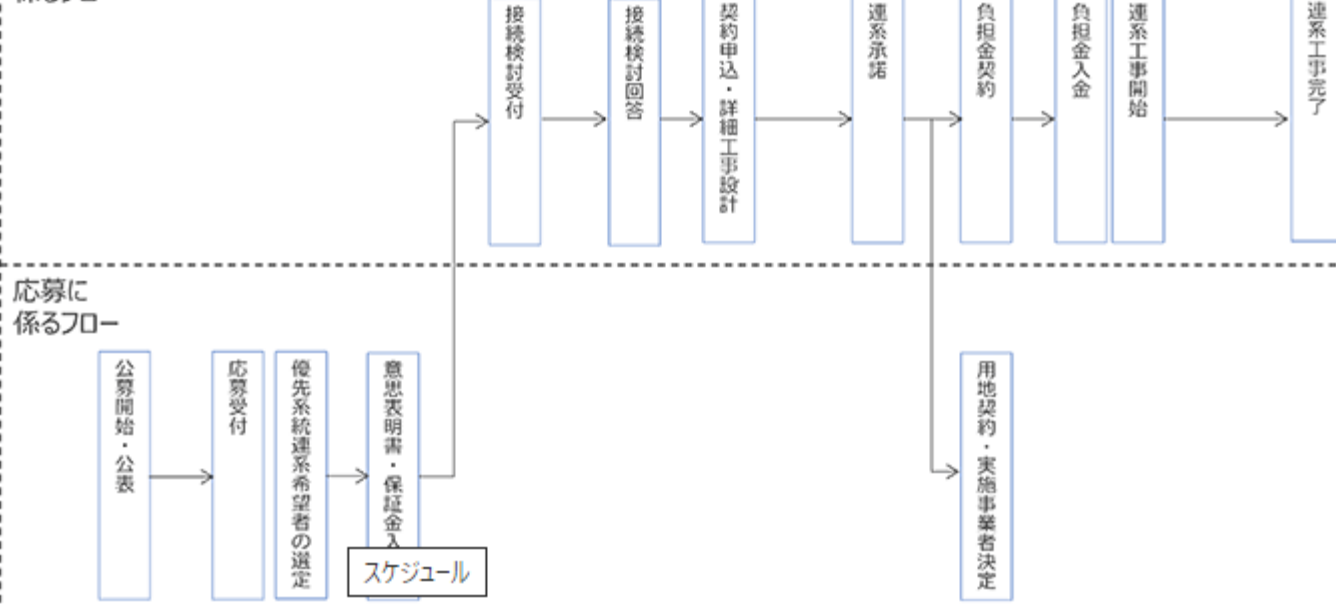 係るフロー
接続検討受付
接続検討回答
契約申込・詳細工事設計
連系承諾
負担金契約
負担金入金
連系工事開始
連系工事完了
応募に
係るフロー
公募開始・公表
応募受付
優先系統連系希望者の選定
意思表明書・保証金入
用地契約・実施事業者決定
スケジュール